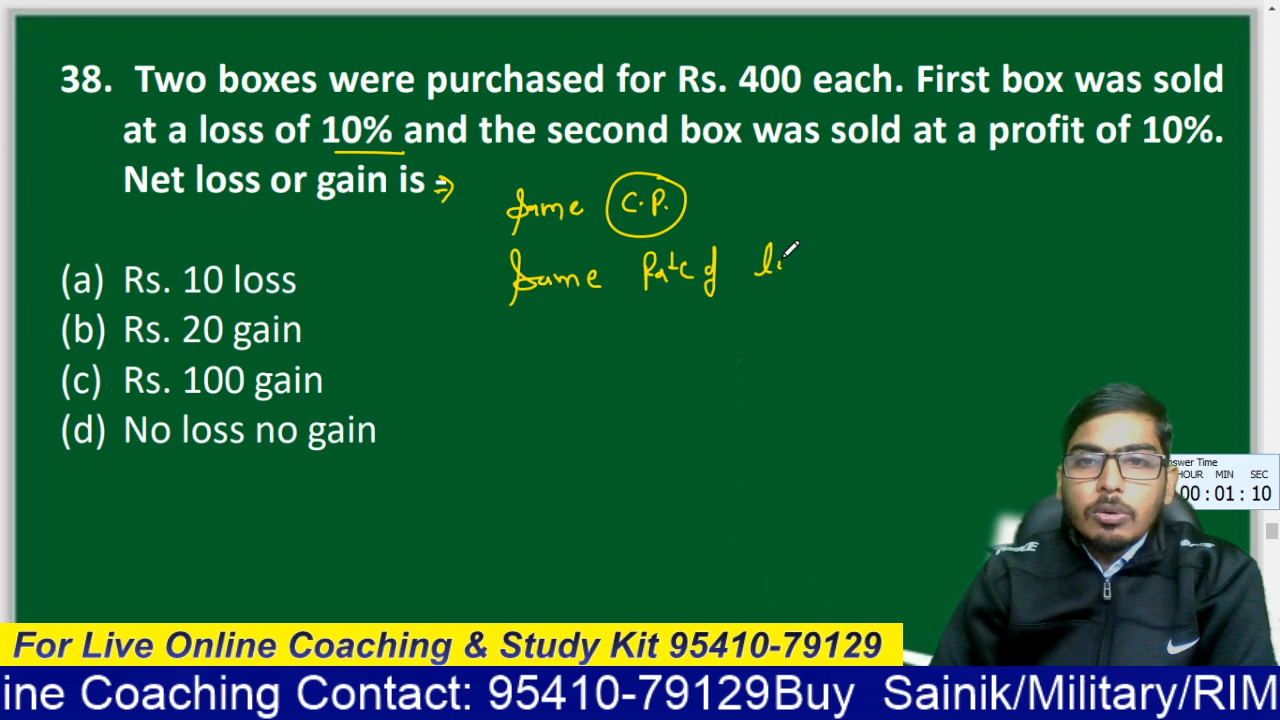 38. Two boxes were purchased for Rs. 400 each. First box was sold
at a loss of 10% and the second box was sold at a profit of 10%.
Net loss or gain is -
Same C.P.
Same Rate of
(a) Rs. 10 loss
(b) Rs. 20 gain
(c) Rs. 100 gain
(d) No loss no gain
nswer Time
HOUR MIN SEC
00:01:10
For Live Online Coaching & Study Kit 95410-79129
ine Coaching Contact: 95410-79129Buy Sainik/Military/RIM